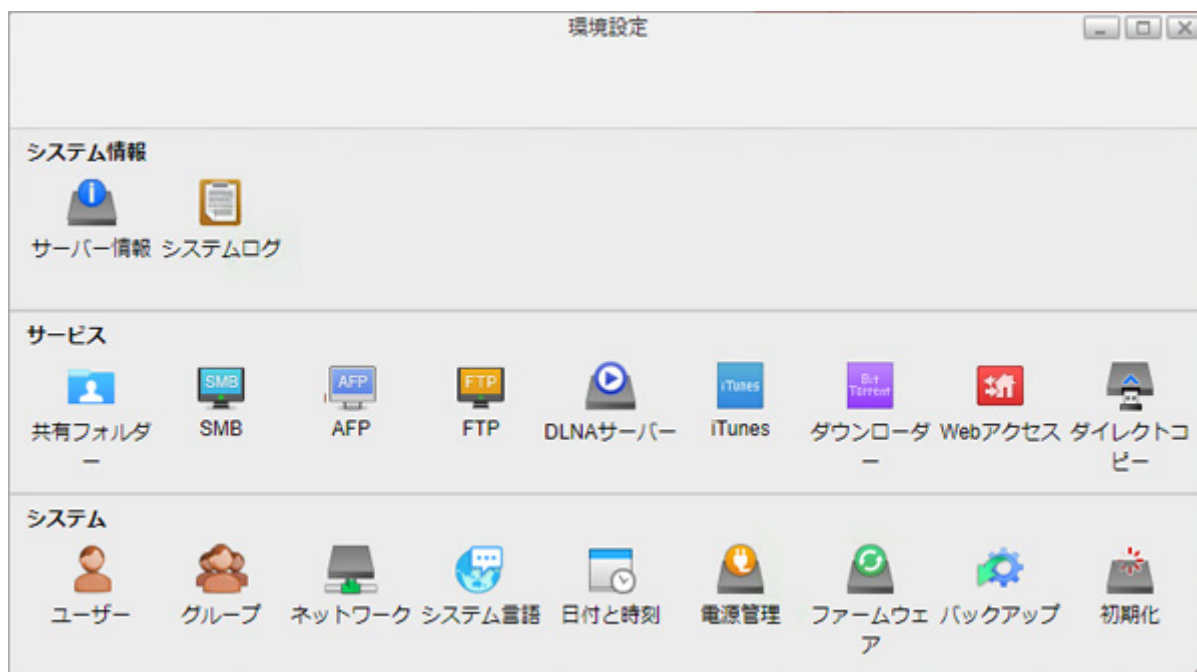 環境設定
システム情報
サーバー情報 システムログ
サービス
SMB AFP FTP iTunes Bit
Torrent
共有フォルダ SMB AFP FTP DLNAサーバー iTunes ダウンローダ Webアクセス ダイレクトコ
ー ー ピー
システム
ユーザー グループ ネットワーク システム言語 日付と時刻 電源管理 ファームウェ バックアップ 初期化
ア